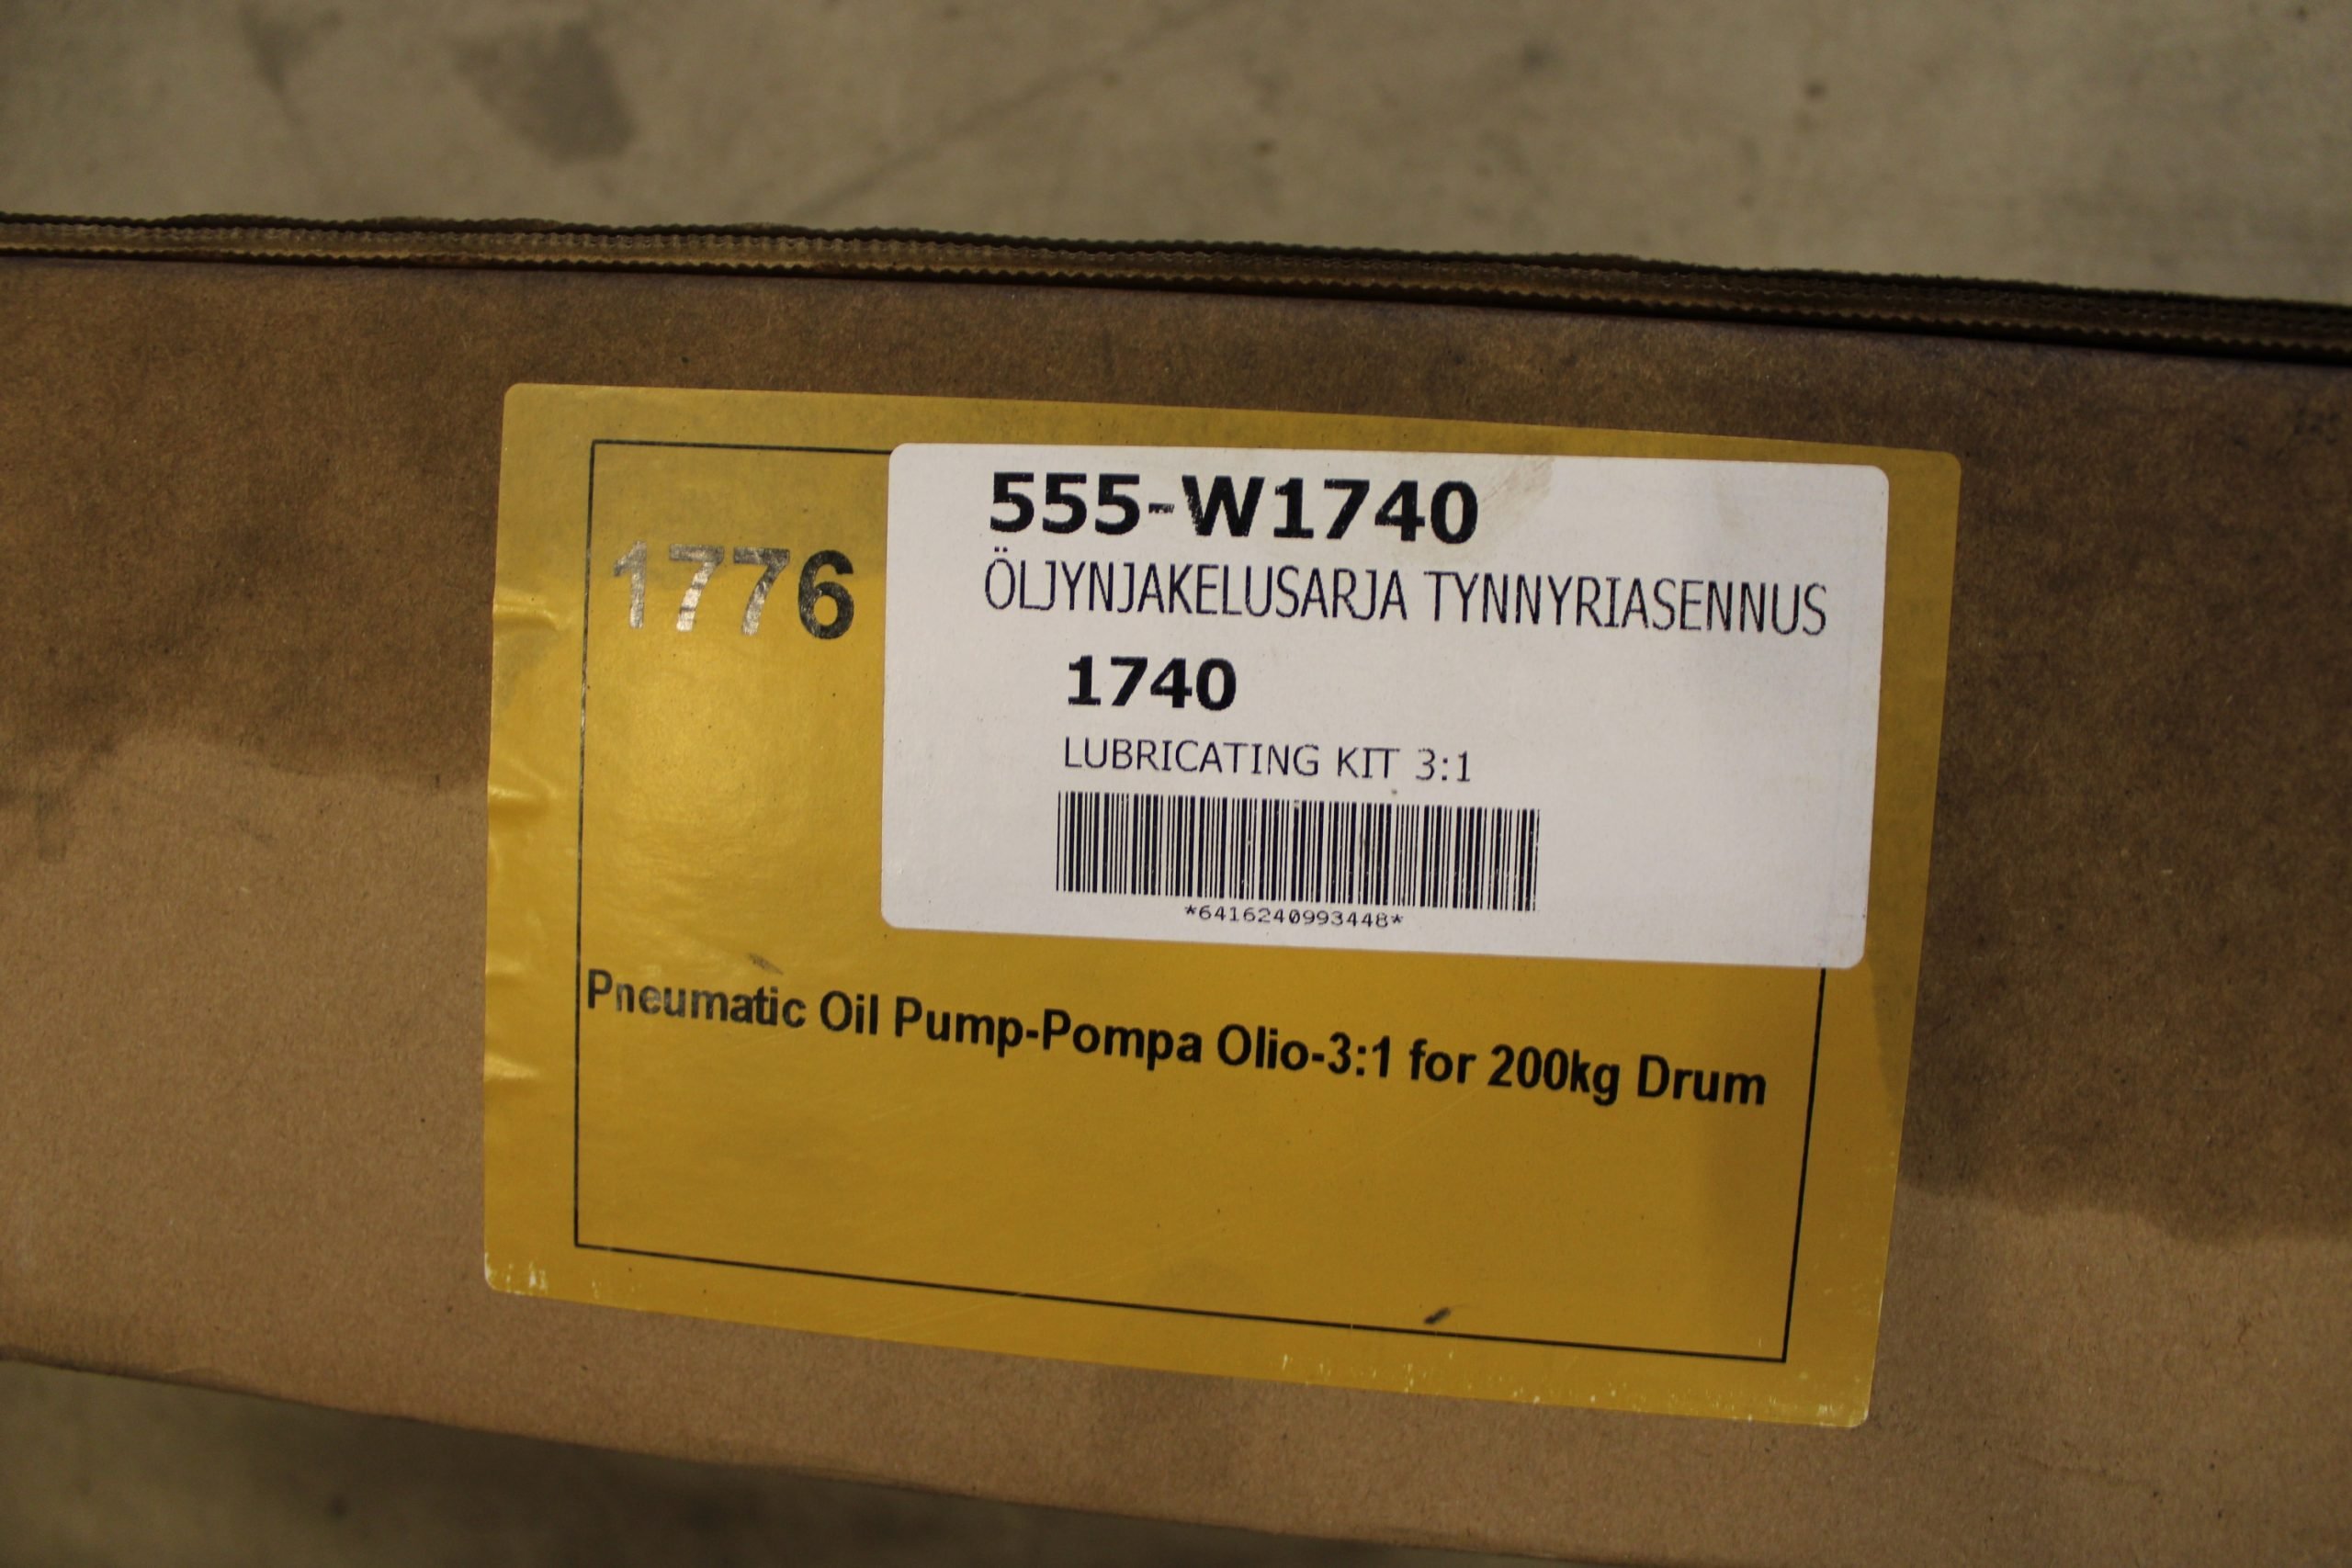 555-W1740
ÖLJYNJAKELUSARJA TYNNYRIASENNUS
1776
1740
LUBRICATING KIT 3:1
*6416240993448*
Pneumatic Oil Pump-Pompa Olio-3:1 for 200kg Drum